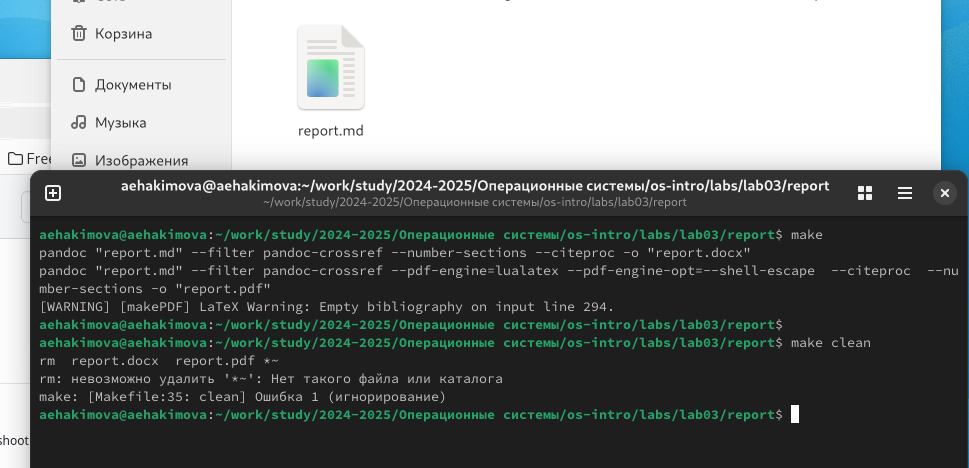 Корзина
Документы
Музыка
Изображения
report.md
Free
aehakimova@aehakimova:~/work/study/2024-2025/Операционные системы/os-intro/labs/lab03/report
~/work/study/2024-2025/Операционные системы/os-intro/labs/lab03/report
aehakimova@aehakimova:~/work/study/2024-2025/Операционные системы/os-intro/labs/lab03/report$ make
pandoc "report.md" --filter pandoc-crossref --number-sections --citeproc -o "report.docx"
pandoc "report.md" --filter pandoc-crossref --pdf-engine=lualatex --pdf-engine-opt=--shell-escape  --citeproc  --nu
mber-sections -o "report.pdf"
[WARNING] [makePDF] LaTeX Warning: Empty bibliography on input line 294.
aehakimova@aehakimova:~/work/study/2024-2025/Операционные системы/os-intro/labs/lab03/report$
aehakimova@aehakimova:~/work/study/2024-2025/Операционные системы/os-intro/labs/lab03/report$ make clean
rm  report.docx  report.pdf *~
rm: невозможно удалить '*~': Нет такого файла или каталога
make: [Makefile:35: clean] Ошибка 1 (игнорирование)
aehakimova@aehakimova:~/work/study/2024-2025/Операционные системы/os-intro/labs/lab03/report$
shoot